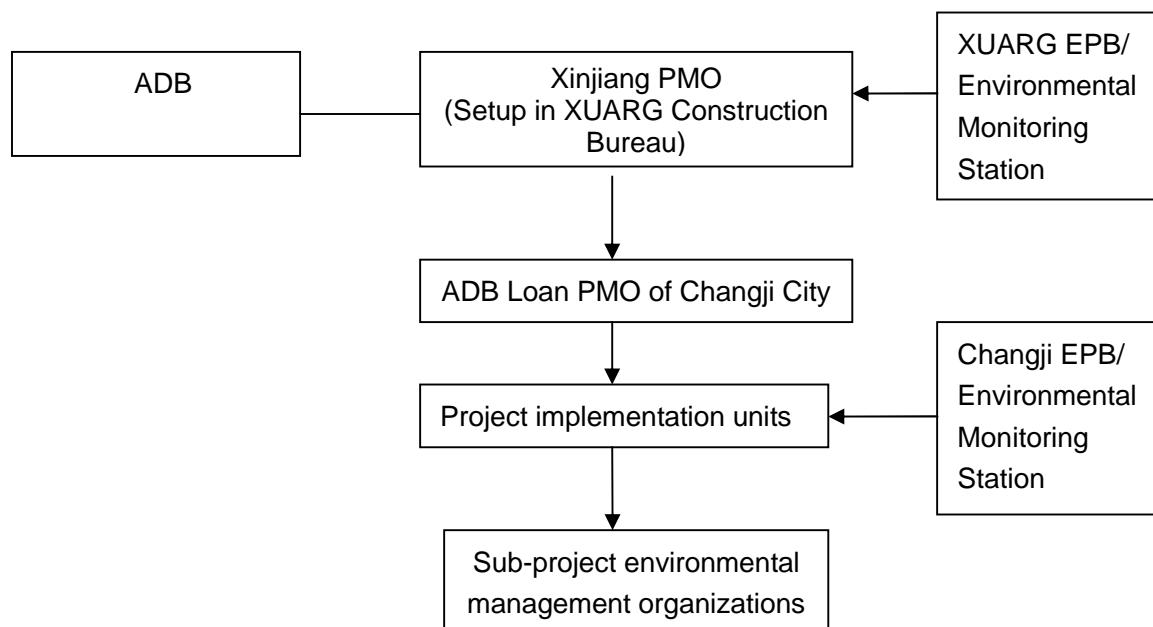 ADB
Xinjiang PMO
(Setup in XUARG Construction
Bureau)
XUARG EPB/
Environmental
Monitoring
Station
ADB Loan PMO of Changji City
Project implementation units
Changji EPB/
Environmental
Monitoring
Station
Sub-project environmental
management organizations